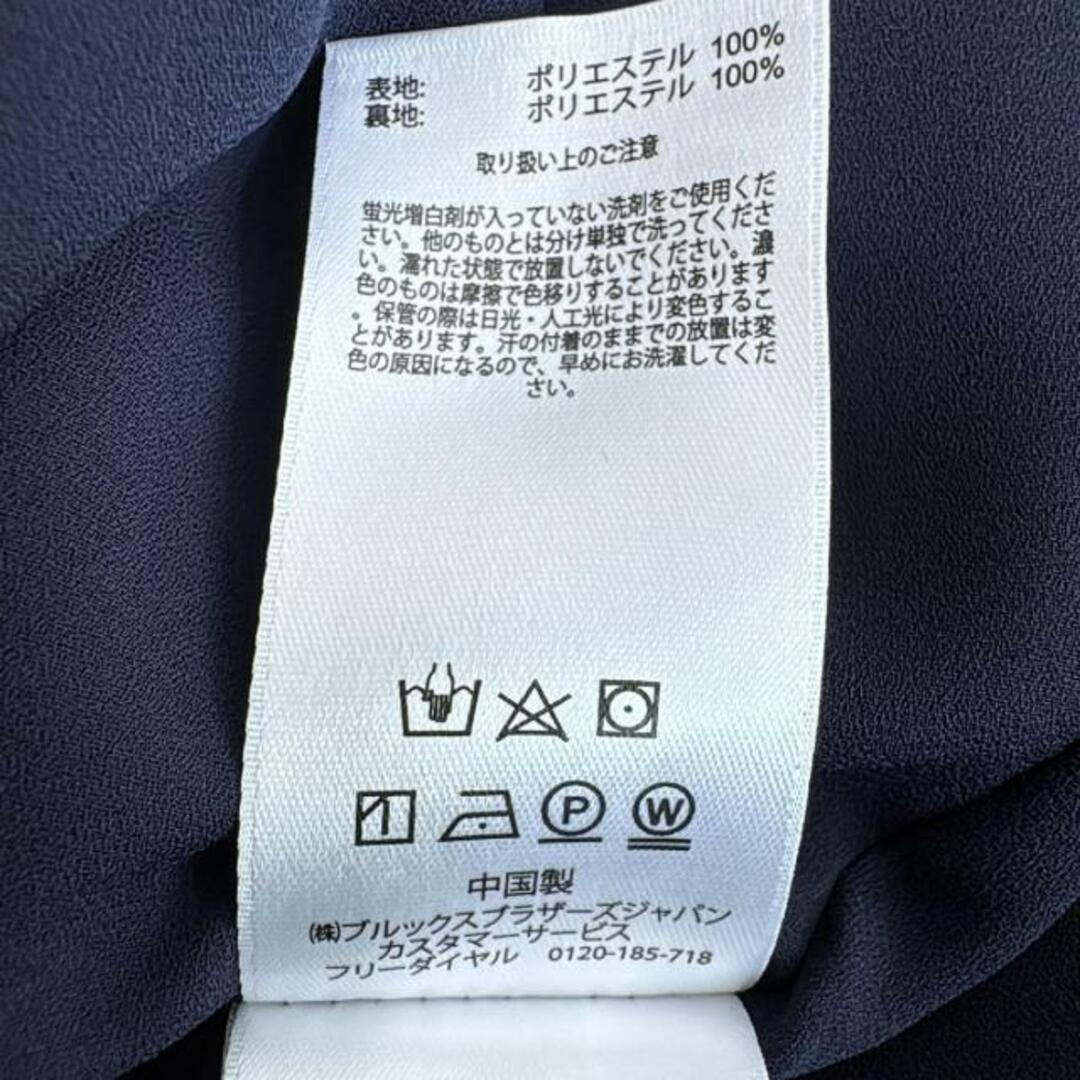 表地: ポリエステル 100%
裏地: ポリエステル 100%
取り扱い上のご注意
蛍光増白剤が入っていない洗剤をご使用くだ
さい。他のものとは分け単独で洗ってくださ
い。濡れた状態で放置しないでください。濃
色のものは摩擦で色移りすることがあります
。保管の際は日光・人工光により変色するこ
とがあります。汗の付着のままでの放置は変
色の原因になるので、早めにお洗濯してくだ
さい。
P W
中国製
(株)ブルックスブラザーズジャパン
カスタマーサービス
フリーダイヤル 0120-185-718